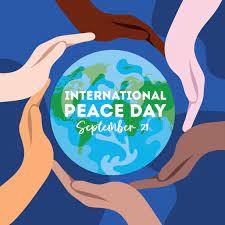 INTERNATIONAL
PEACE DAY
September 21